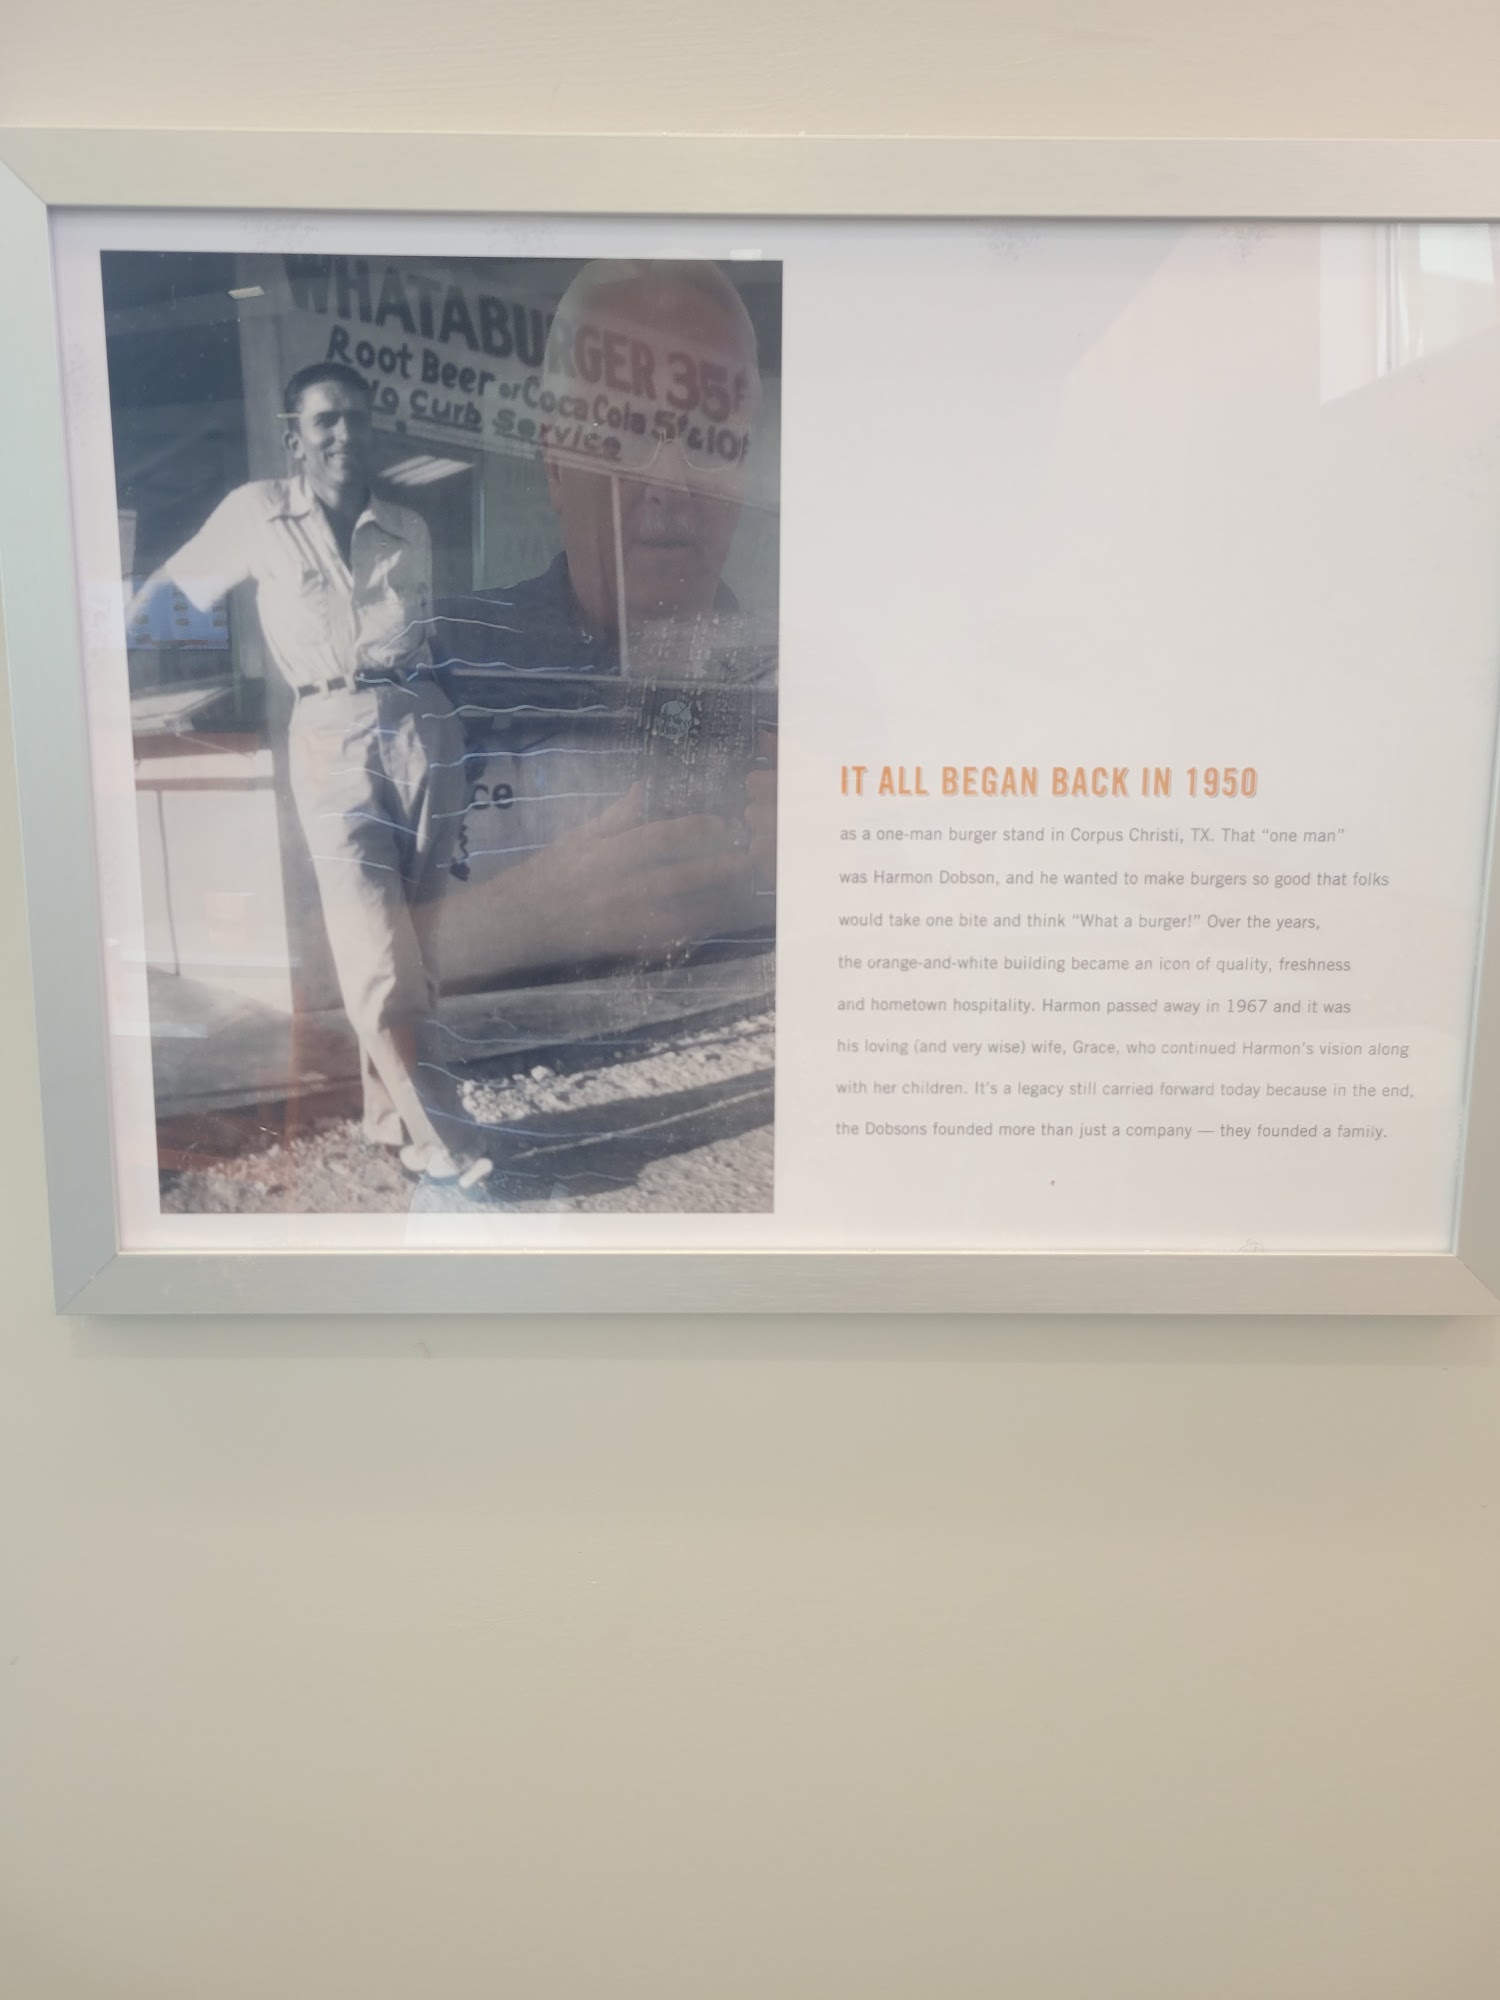 WHATABURGER 35¢
Root Beer or Coca Cola 5¢ & 10¢
No Curb Service
ce
IT ALL BEGAN BACK IN 1950
as a one-man burger stand in Corpus Christi, TX. That “one man”
was Harmon Dobson, and he wanted to make burgers so good that folks
would take one bite and think “What a burger!” Over the years,
the orange-and-white building became an icon of quality, freshness
and hometown hospitality. Harmon passed away in 1967 and it was
his loving (and very wise) wife, Grace, who continued Harmon’s vision along
with her children. It’s a legacy still carried forward today because in the end,
the Dobsons founded more than just a company — they founded a family.